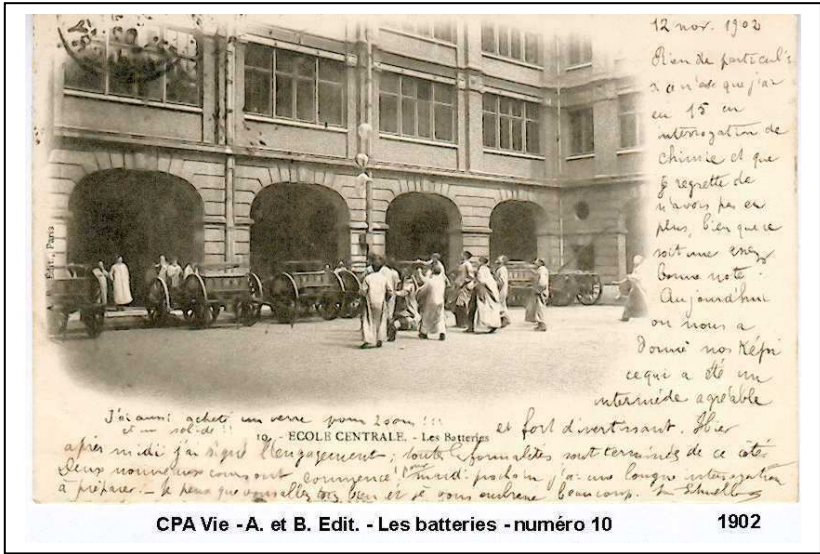 12 nov. 1902
Rien de particulier
si ce n'est que j'ai
eu 15 en
interrogation de
chimie et que
je regrette de
n'avoir pas eu
plus, bien que ce
soit une assez
bonne note.
Aujourd'hui
on nous a
donné nos képis
ce qui a été un
intermède agréable
et fort divertissant. Hier
après midi j'ai signé l'engagement; toutes formalités sont terminées de ce côté
Deux nouveaux cours ont commencé; pour mardi prochain j'ai une longue interrogation
à préparer. - Je pense que vous allez tous bien et je vous embrasse beaucoup.
J'ai aussi acheté un verre pour 2 sous!!!
et un solide!!
Edit., Paris
10. - ECOLE CENTRALE. - Les Batteries
CPA Vie - A. et B. Edit. - Les batteries - numéro 10
1902